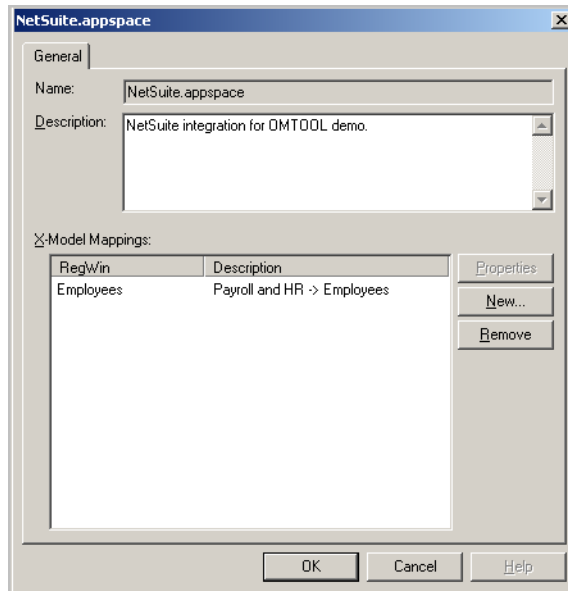 NetSuite.appspace
General
Name: NetSuite.appspace
Description: NetSuite integration for OMTOOL demo.
X-Model Mappings:
RegWin Description Properties
Employees Payroll and HR -> Employees
New...
Remove
OK Cancel Help